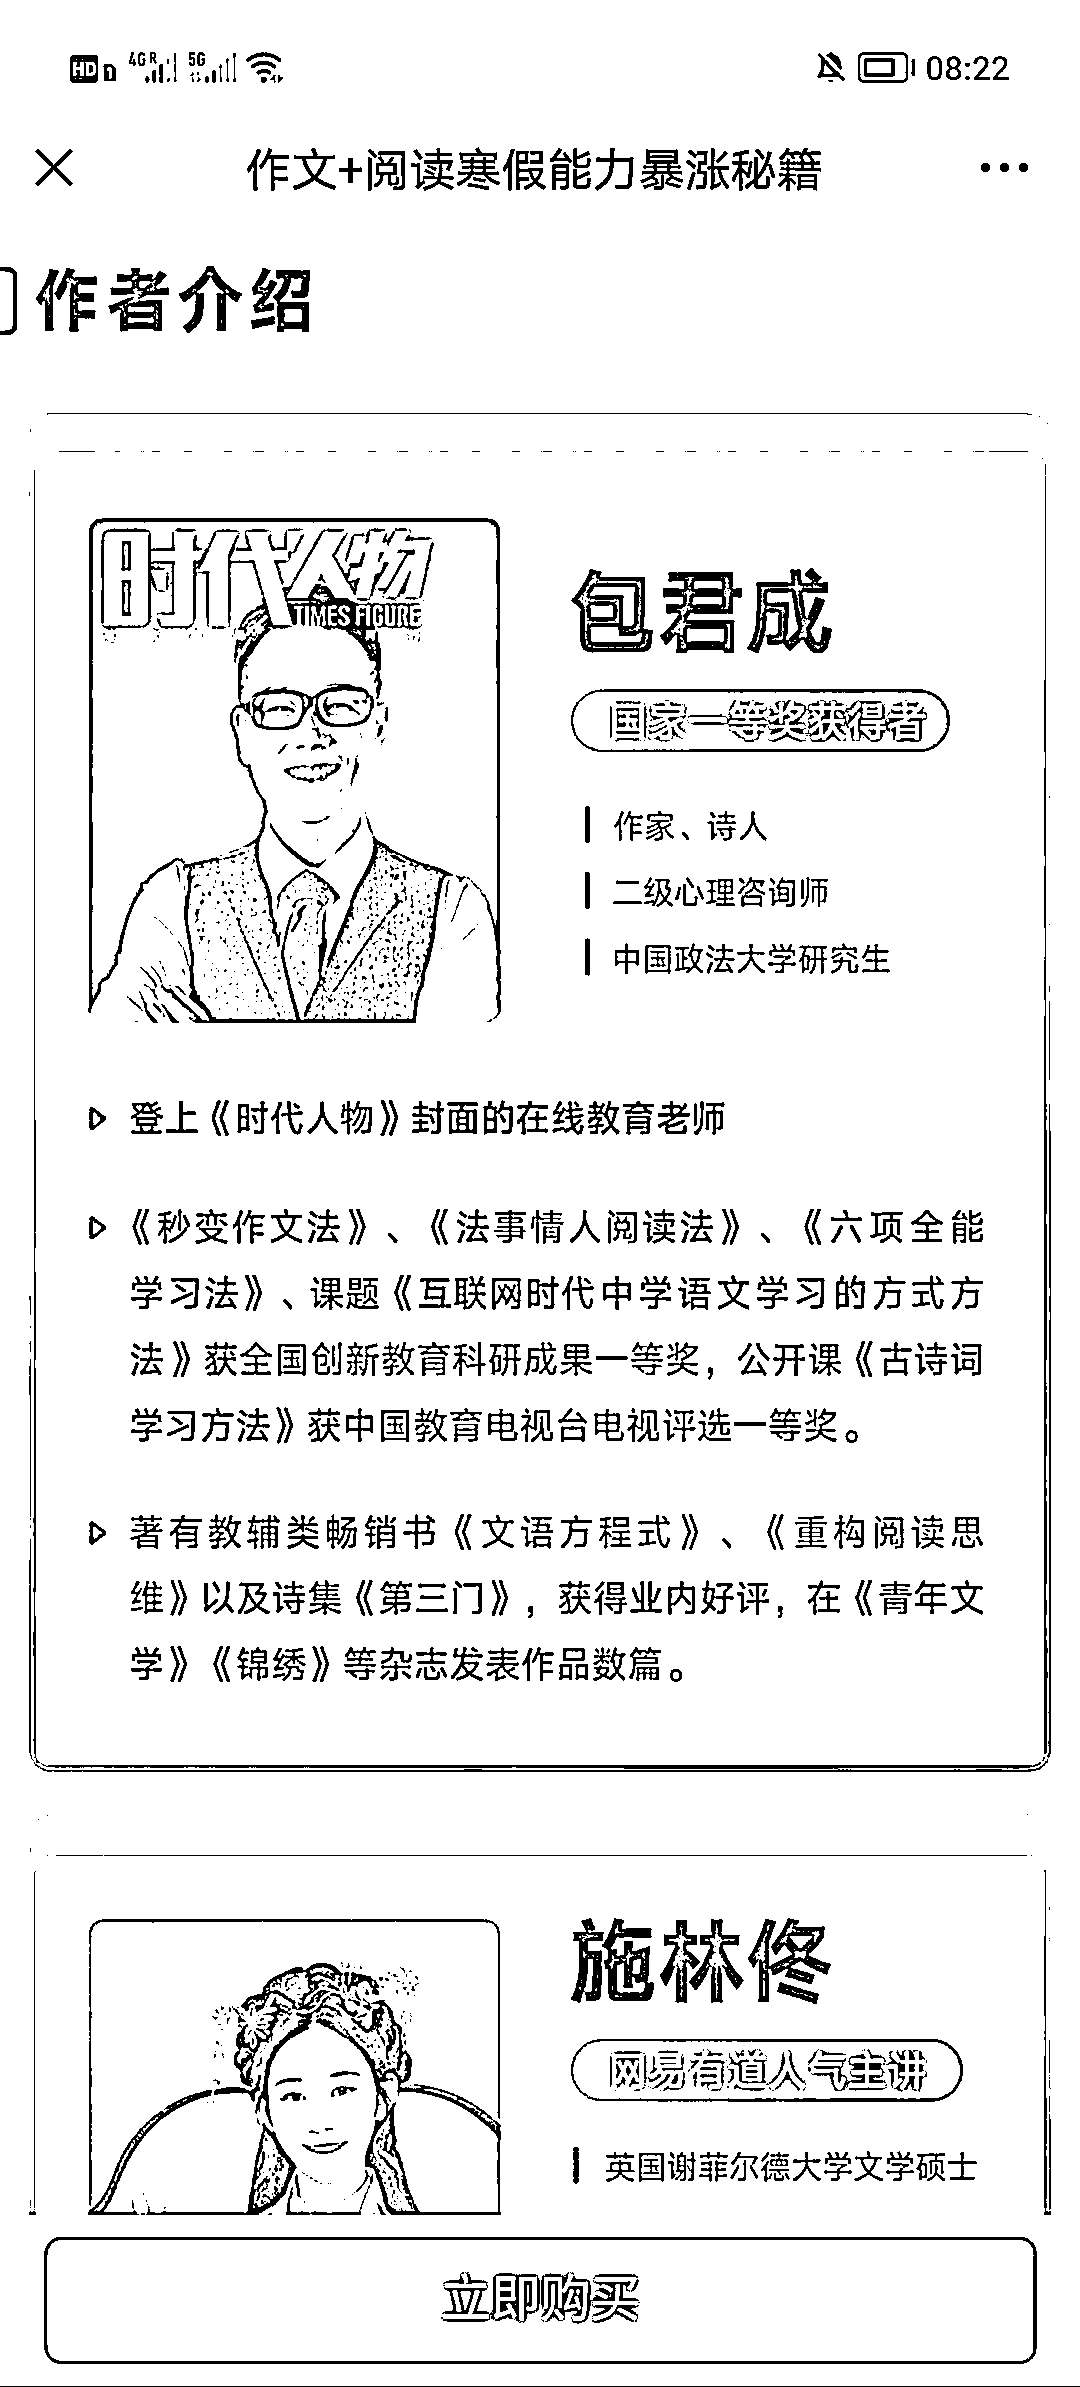 HD 4G R 5G 08:22
作文+阅读寒假能力暴涨秘籍
作者介绍
时代人物
TIMES FIGURE
包君成
国家一等奖获得者
作家、诗人
二级心理咨询师
中国政法大学研究生
登上《时代人物》封面的在线教育老师
《秒变作文法》、《法事情人阅读法》、《六项全能
学习法》、课题《互联网时代中学语文学习的方式方
法》获全国创新教育科研成果一等奖，公开课《古诗词
学习方法》获中国教育电视台电视评选一等奖。
著有教辅类畅销书《文语方程式》、《重构阅读思
维》以及诗集《第三门》，获得业内好评，在《青年文
学》《锦绣》等杂志发表作品数篇。
施林佟
网易有道人气主讲
英国谢菲尔德大学文学硕士
立即购买